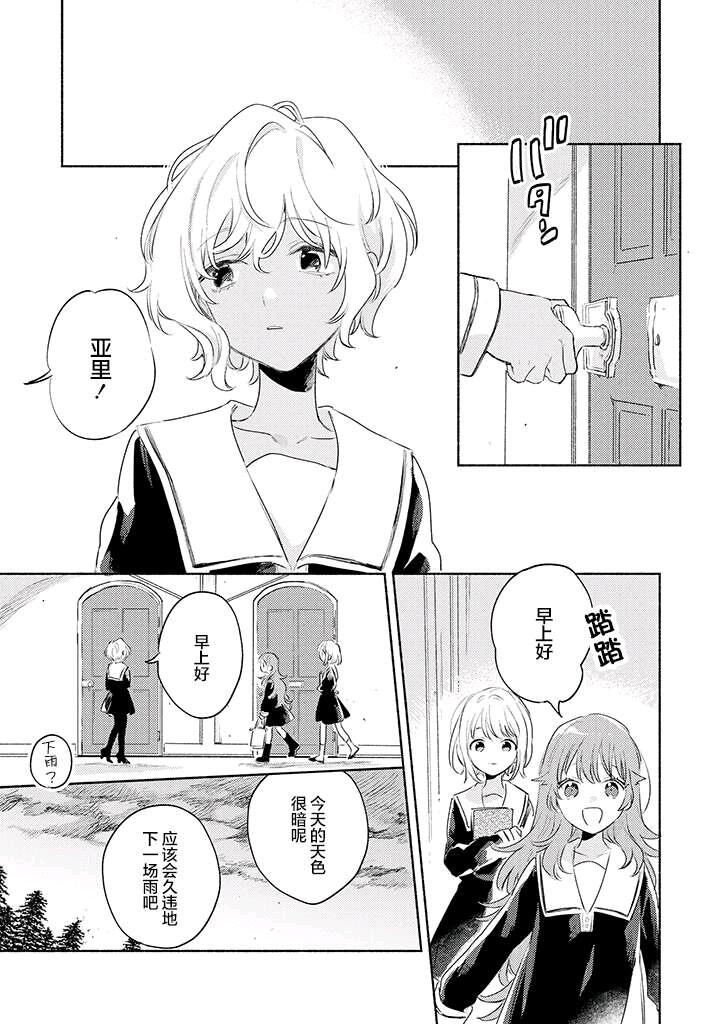 バタン
亚里！
踏踏
早上好
早上好
下雨？
今天的天色
很暗呢
应该会久违地
下一场雨吧